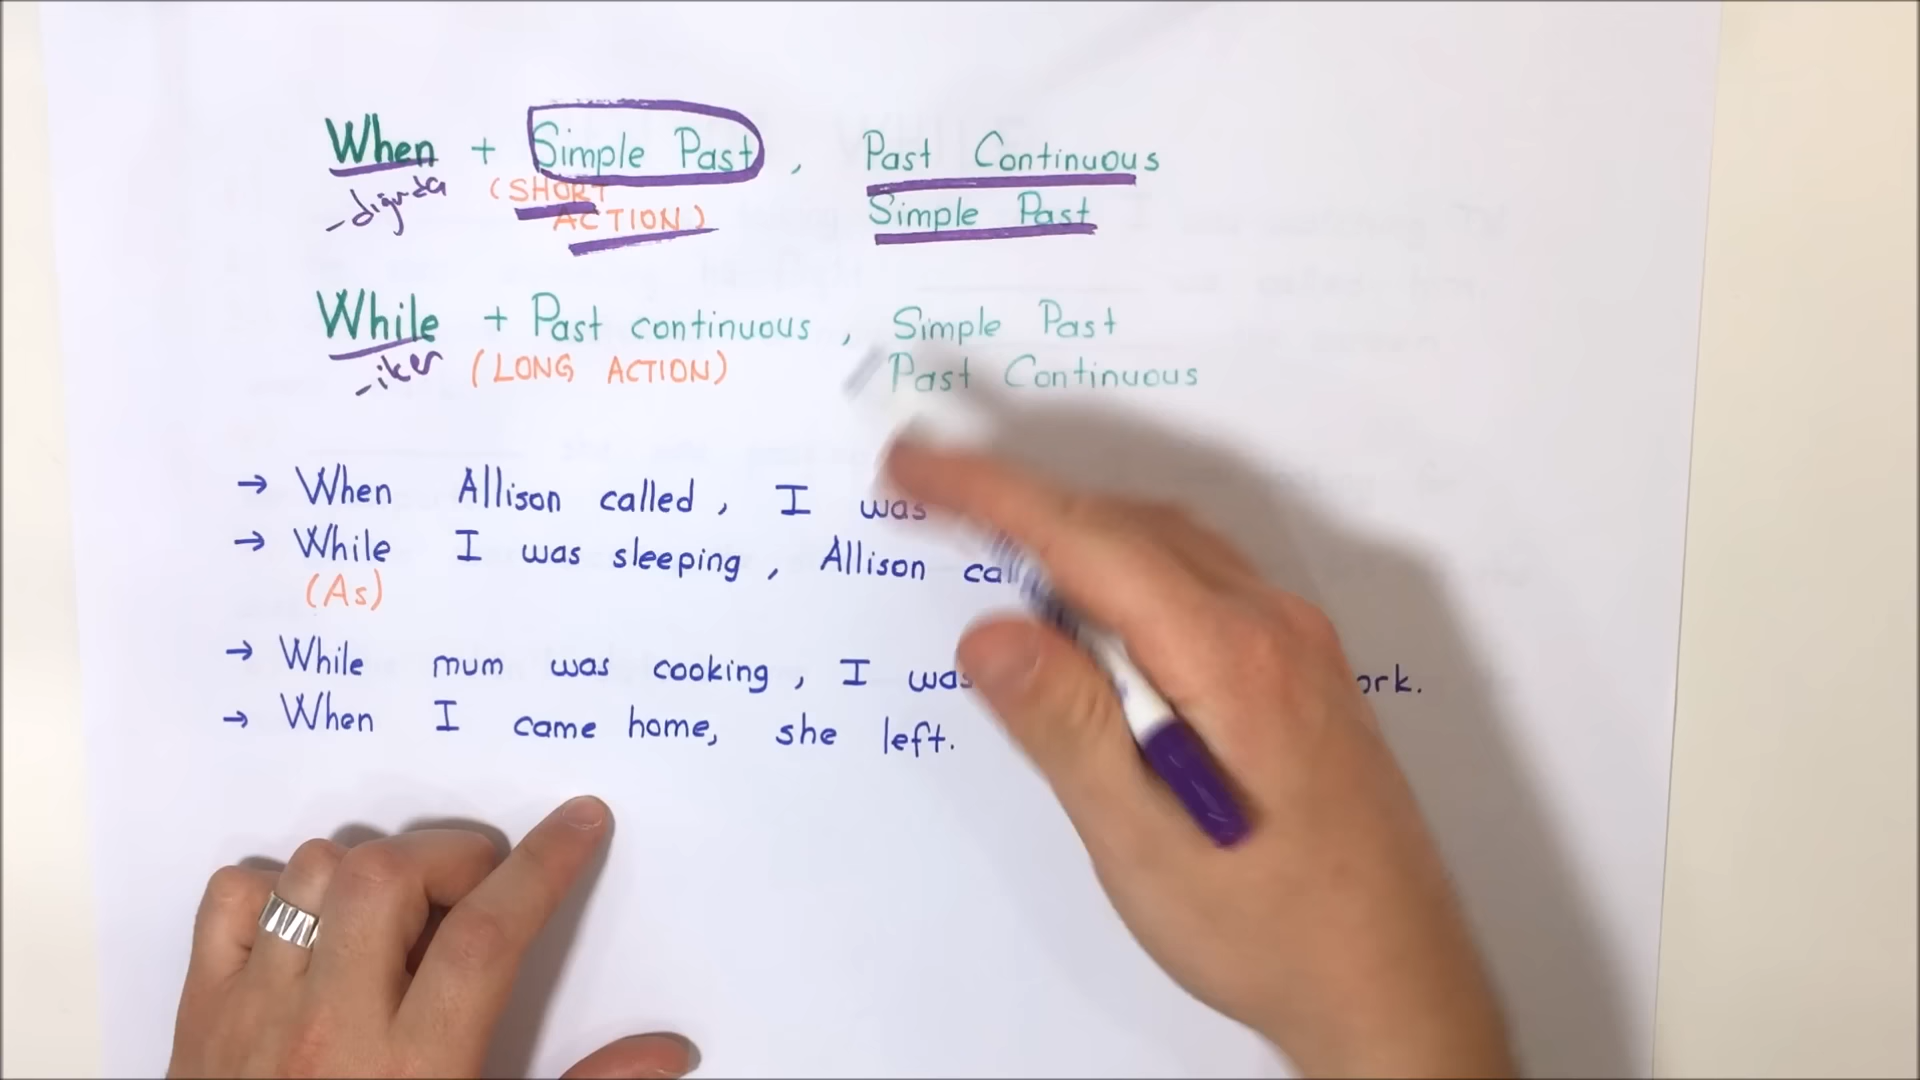 When + Simple Past , Past Continuous
-dığında (SHORT ACTION) Simple Past
While + Past continuous , Simple Past
-iken (LONG ACTION) Past Continuous
→ When Allison called , I was
→ While I was sleeping , Allison
(As)
→ While mum was cooking , I was
→ When I came home, she left.